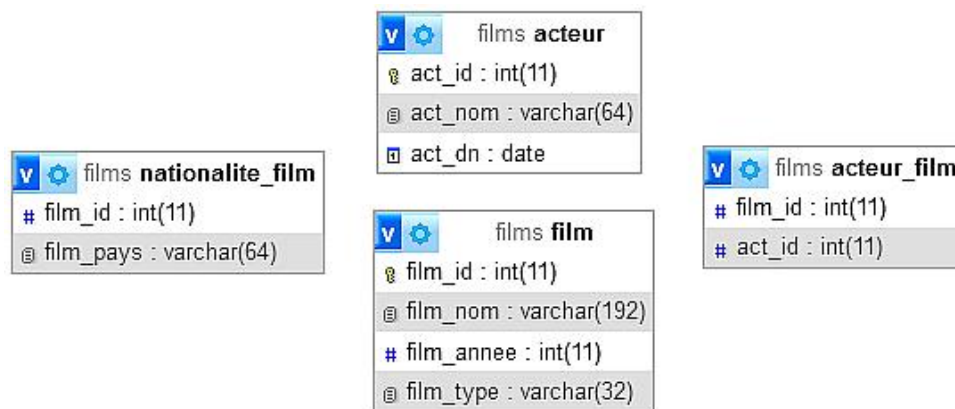 films acteur
act_id : int(11)
act_nom : varchar(64)
act_dn : date
films nationalite_film
film_id : int(11)
film_pays : varchar(64)
films film
film_id : int(11)
film_nom : varchar(192)
film_annee : int(11)
film_type : varchar(32)
films acteur_film
film_id : int(11)
act_id : int(11)